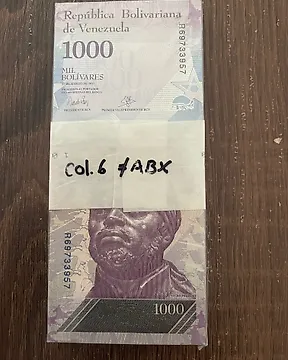 República Bolivariana
de Venezuela
1000
MIL
BOLÍVARES
R69733957
Col. 6 / ABX
R69733957
1000